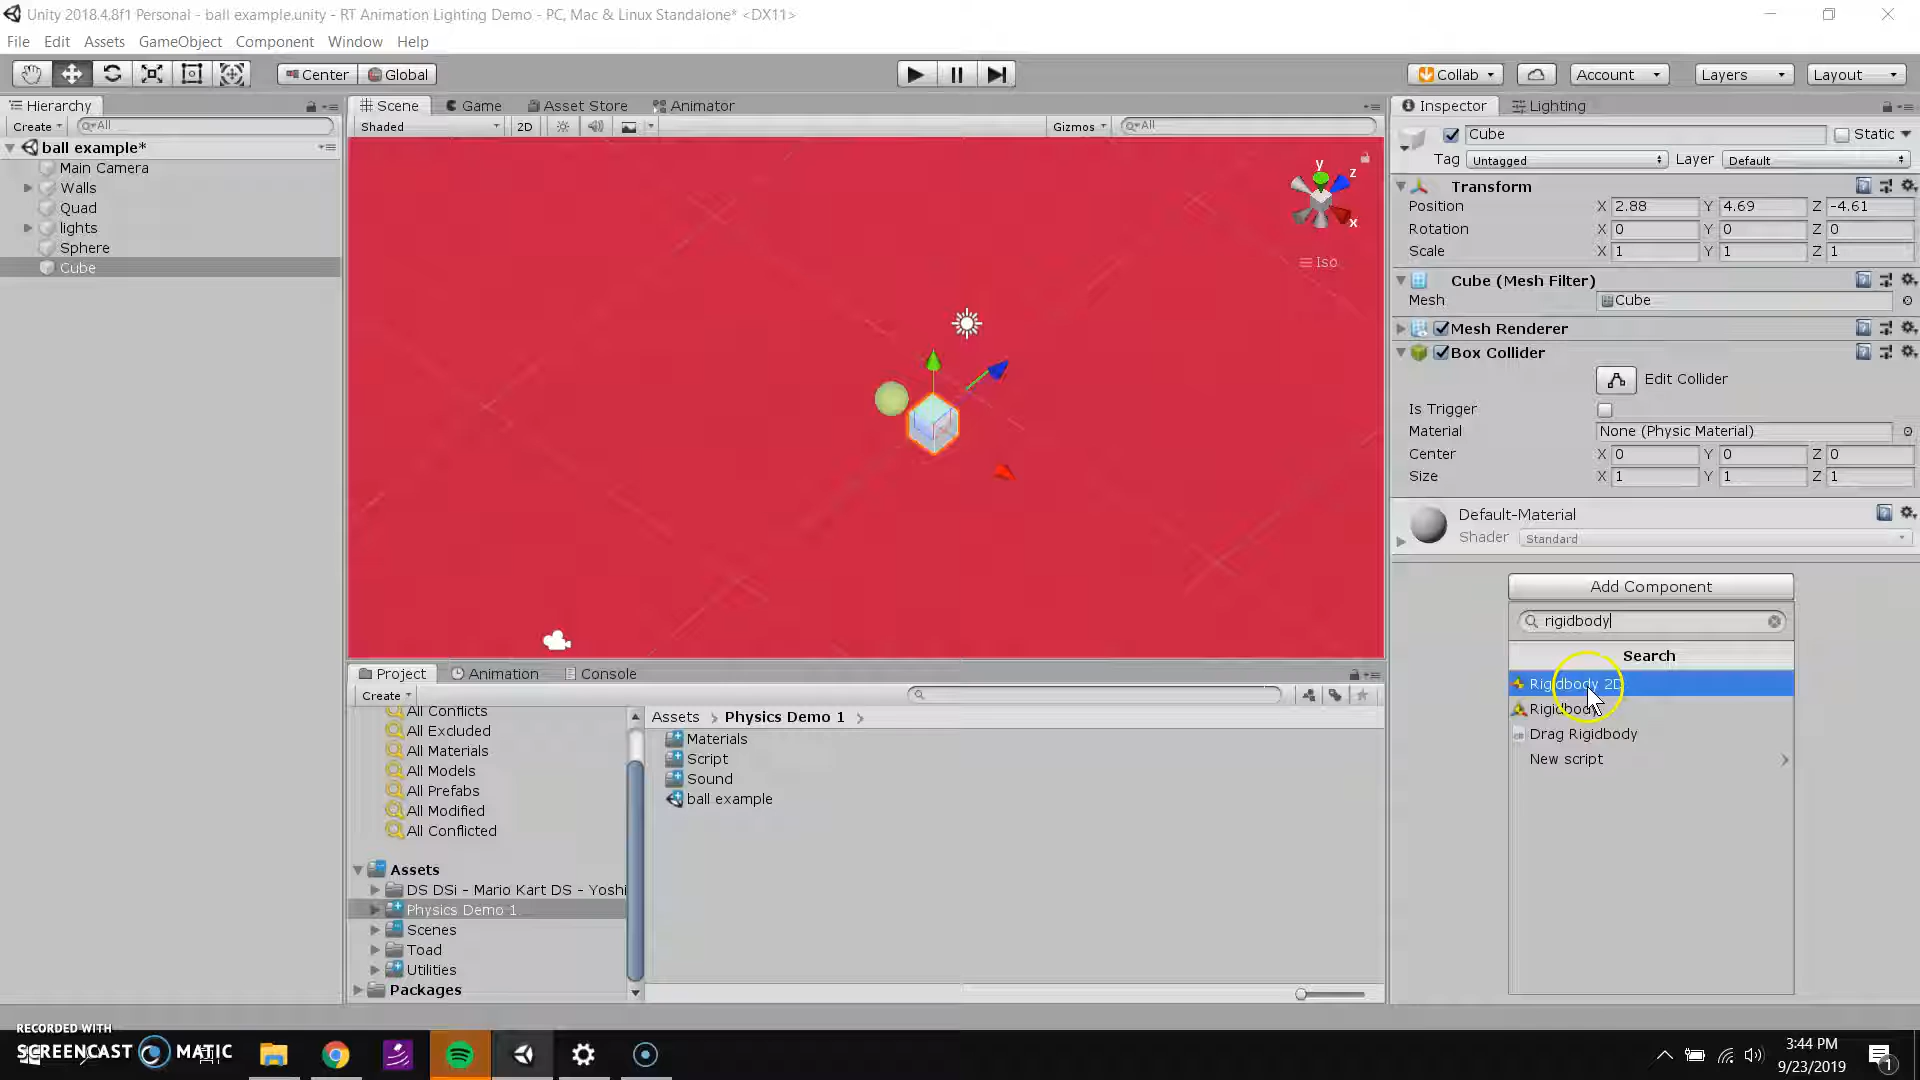 Unity 2018.4.8f1 Personal - ball example.unity - RT Animation Lighting Demo - PC, Mac & Linux Standalone* <DX11>
File Edit Assets GameObject Component Window Help
Center Global Collab Account Layers Layout
Hierarchy
Create All
ball example*
Main Camera
Walls
Quad
lights
Sphere
Cube
Scene Game Asset Store Animator
Shaded 2D Gizmos All
y
z
x
Iso
Project Animation Console
Create
All Conflicts
All Excluded
All Materials
All Models
All Prefabs
All Modified
All Conflicted
Assets
DS DSi - Mario Kart DS - Yoshi
Physics Demo 1
Scenes
Toad
Utilities
Packages
Assets > Physics Demo 1 >
Materials
Script
Sound
ball example
Inspector Lighting
Cube Static
Tag Untagged Layer Default
Transform
Position X 2.88 Y 4.69 Z -4.61
Rotation X 0 Y 0 Z 0
Scale X 1 Y 1 Z 1
Cube (Mesh Filter)
Mesh Cube
Mesh Renderer
Box Collider
Edit Collider
Is Trigger
Material None (Physic Material)
Center X 0 Y 0 Z 0
Size X 1 Y 1 Z 1
Default-Material
Shader Standard
Add Component
rigidbody
Search
Rigidbody 2D
Rigidbody
Drag Rigidbody
New script
RECORDED WITH
SCREENCAST MATIC
3:44 PM
9/23/2019
1